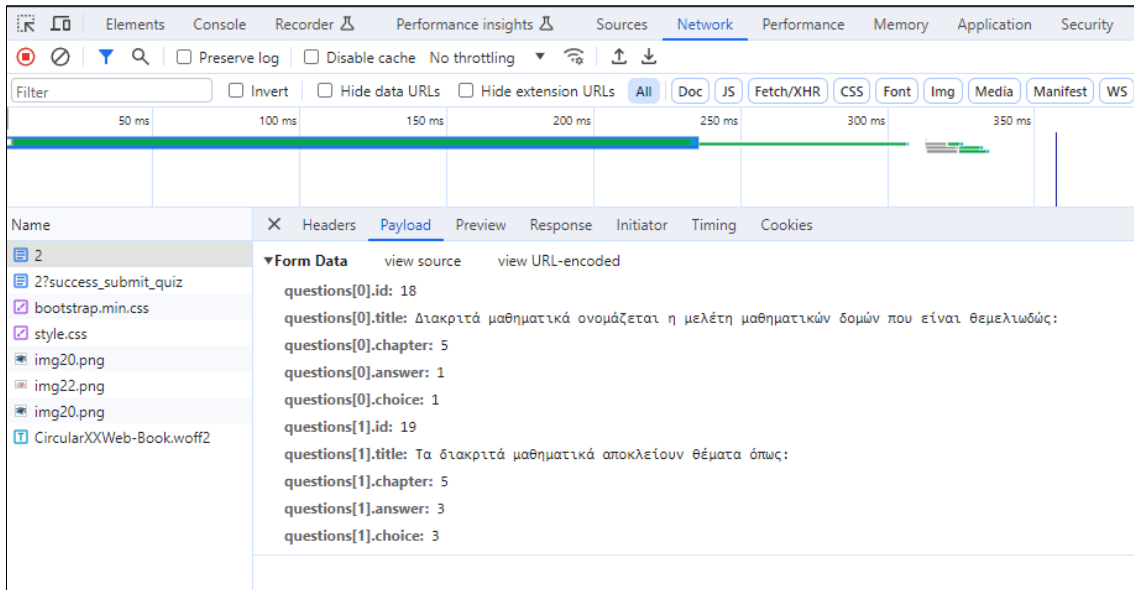 Elements Console Recorder Performance insights Sources Network Performance Memory Application Security
Preserve log Disable cache No throttling
Filter Invert Hide data URLs Hide extension URLs All Doc JS Fetch/XHR CSS Font Img Media Manifest WS
50 ms 100 ms 150 ms 200 ms 250 ms 300 ms 350 ms
Name Headers Payload Preview Response Initiator Timing Cookies
2
2?success_submit_quiz
bootstrap.min.css
style.css
img20.png
img22.png
img20.png
CircularXXWeb-Book.woff2
Form Data view source view URL-encoded
questions[0].id: 18
questions[0].title: Διακριτά μαθηματικά ονομάζεται η μελέτη μαθηματικών δομών που είναι θεμελιωδώς:
questions[0].chapter: 5
questions[0].answer: 1
questions[0].choice: 1
questions[1].id: 19
questions[1].title: Τα διακριτά μαθηματικά αποκλείουν θέματα όπως:
questions[1].chapter: 5
questions[1].answer: 3
questions[1].choice: 3